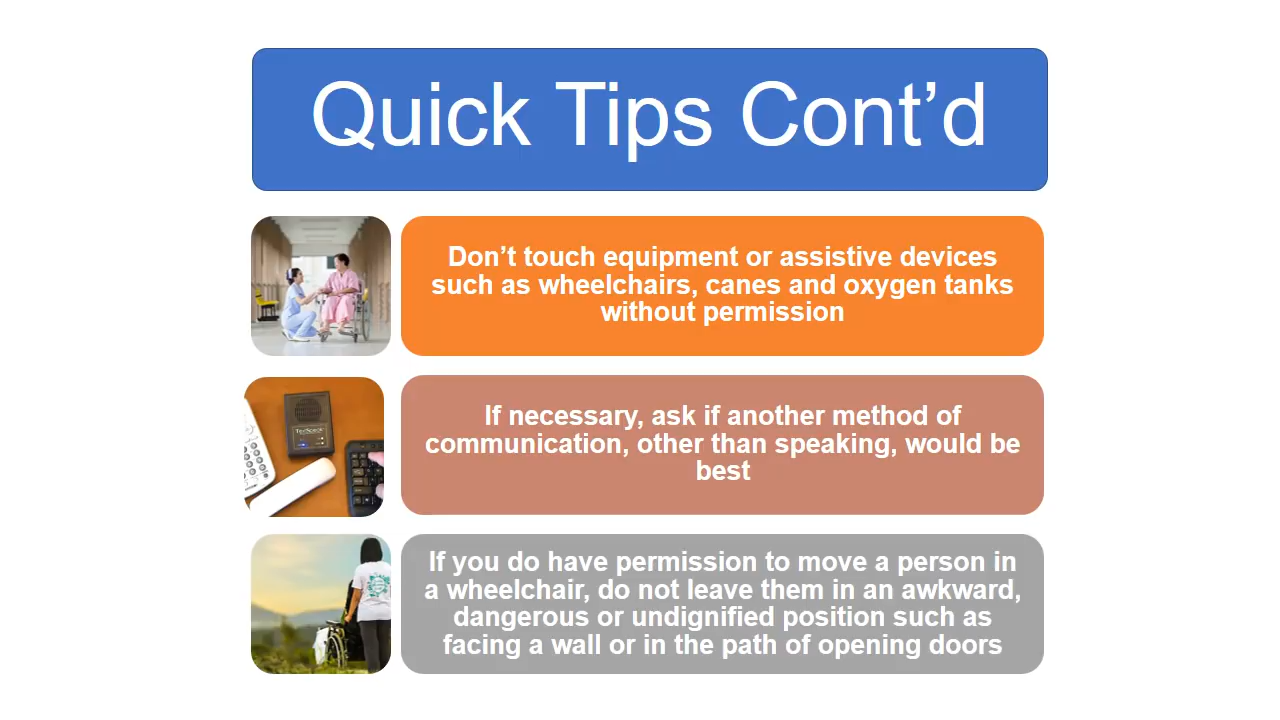 Quick Tips Cont’d
Don’t touch equipment or assistive devices
such as wheelchairs, canes and oxygen tanks
without permission
If necessary, ask if another method of
communication, other than speaking, would be
best
If you do have permission to move a person in
a wheelchair, do not leave them in an awkward,
dangerous or undignified position such as
facing a wall or in the path of opening doors